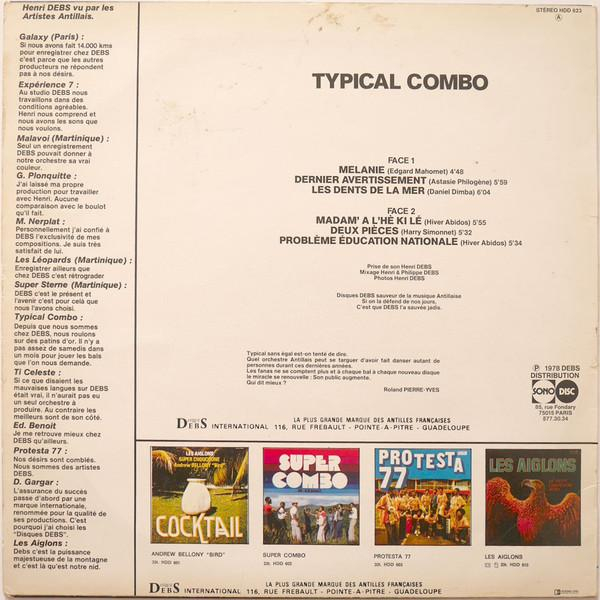 Henri DEBS vu par les
Artistes Antillais.
Galaxy (Paris) :
Si nous avons fait 14.000 kms
pour enregistrer chez DEBS
c'est parce que les autres
producteurs ne répondent
pas à nos désirs.
Expérience 7 :
Au studio DEBS nous
travaillons dans des
conditions agréables.
Henri nous comprend et
nous avons les sons que
nous voulons.
Malavoi (Martinique) :
Seul un enregistrement
DEBS pouvait donner à
notre orchestre sa vrai
couleur.
G. Plonquitte :
J'ai laissé ma propre
production pour travailler
avec Henri. Aucune
comparaison avec le boulot
qu'il fait.
M. Nerplat :
Personnellement j'ai confié à
DEBS l'exclusivité de mes
compositions. Je suis très
satisfait de lui.
Les Léopards (Martinique) :
Enregistrer ailleurs que
chez DEBS c'est rétrograder
Super Sterne (Martinique) :
DEBS c'est le présent et
l'avenir c'est pour celà que
nous l'avons choisi.
Typical Combo :
Depuis que nous sommes
chez DEBS, nous roulons
sur des patins d'or. Il n'y a
pas assez de samedis dans
un mois pour jouer les bals
que l'on nous demande.
Ti Celeste :
Si ce que disaient les
mauvaises langues sur DEBS
était vrai, il n'aurait pas eu
un seul orchestre à
produire. Au contraire les
meilleurs sont de son côté.
Ed. Benoit
Je me retrouve mieux chez
DEBS qu'ailleurs.
Protesta 77 :
Nos désirs sont comblés.
Nous sommes des artistes
DEBS.
D. Gargar :
L'assurance du succès
passe d'abord par une
marque internationale,
renommée pour la qualité de
ses productions. C'est
pourquoi j'ai choisi les
"Disques DEBS".
Les Aiglons :
Debs c'est la puissance
majestueuse de la montagne
et c'est là qu'est notre nid.
STÉREO HDD 623
A
TYPICAL COMBO
FACE 1
MELANIE (Edgard Mahomet) 4'48
DERNIER AVERTISSEMENT (Astasie Philogène) 5'59
LES DENTS DE LA MER (Daniel Dimba) 6'04
FACE 2
MADAM' A L'HÈ KI LÉ (Hiver Abidos) 5'55
DEUX PIÈCES (Harry Simonnet) 5'32
PROBLÈME ÉDUCATION NATIONALE (Hiver Abidos) 5'34
Prise de son Henri DEBS
Mixage Henri & Philippe DEBS
Photos Henri DEBS
Disques DEBS sauveur de la musique Antillaise
Si on la défend de nos jours.
C'est que DEBS l'a sauvée jadis.
Typical sans égal est-on tenté de dire.
Quel orchestre Antillais peut se targuer d'avoir fait danser autant de
personnes durant ces dernières années.
Les fanas ne se comptent plus et à chaque bal à chaque nouveau disque
le miracle se renouvelle : Son public augmente.
Qui dit mieux ?
Roland PIERRE-YVES
℗ 1978 DEBS
DISTRIBUTION
SONO DISC
85, rue Fondary
75015 PARIS
577.30.34
LA PLUS GRANDE MARQUE DES ANTILLES FRANÇAISES
DEBS INTERNATIONAL 116, RUE FREBAULT - POINTE-A-PITRE - GUADELOUPE
LES AIGLONS
SUPER CHOUCOUNE
Andrew BELLONY "Bird"
COCKTAIL
SUPER
COMBO
PROTESTA
77
LES AIGLONS
ANDREW BELLONY "BIRD"
SUPER COMBO
PROTESTA 77
LES AIGLONS
LA PLUS GRANDE MARQUE DES ANTILLES FRANÇAISES
DEBS INTERNATIONAL 116, RUE FREBAULT - POINTE-A-PITRE - GUADELOUPE